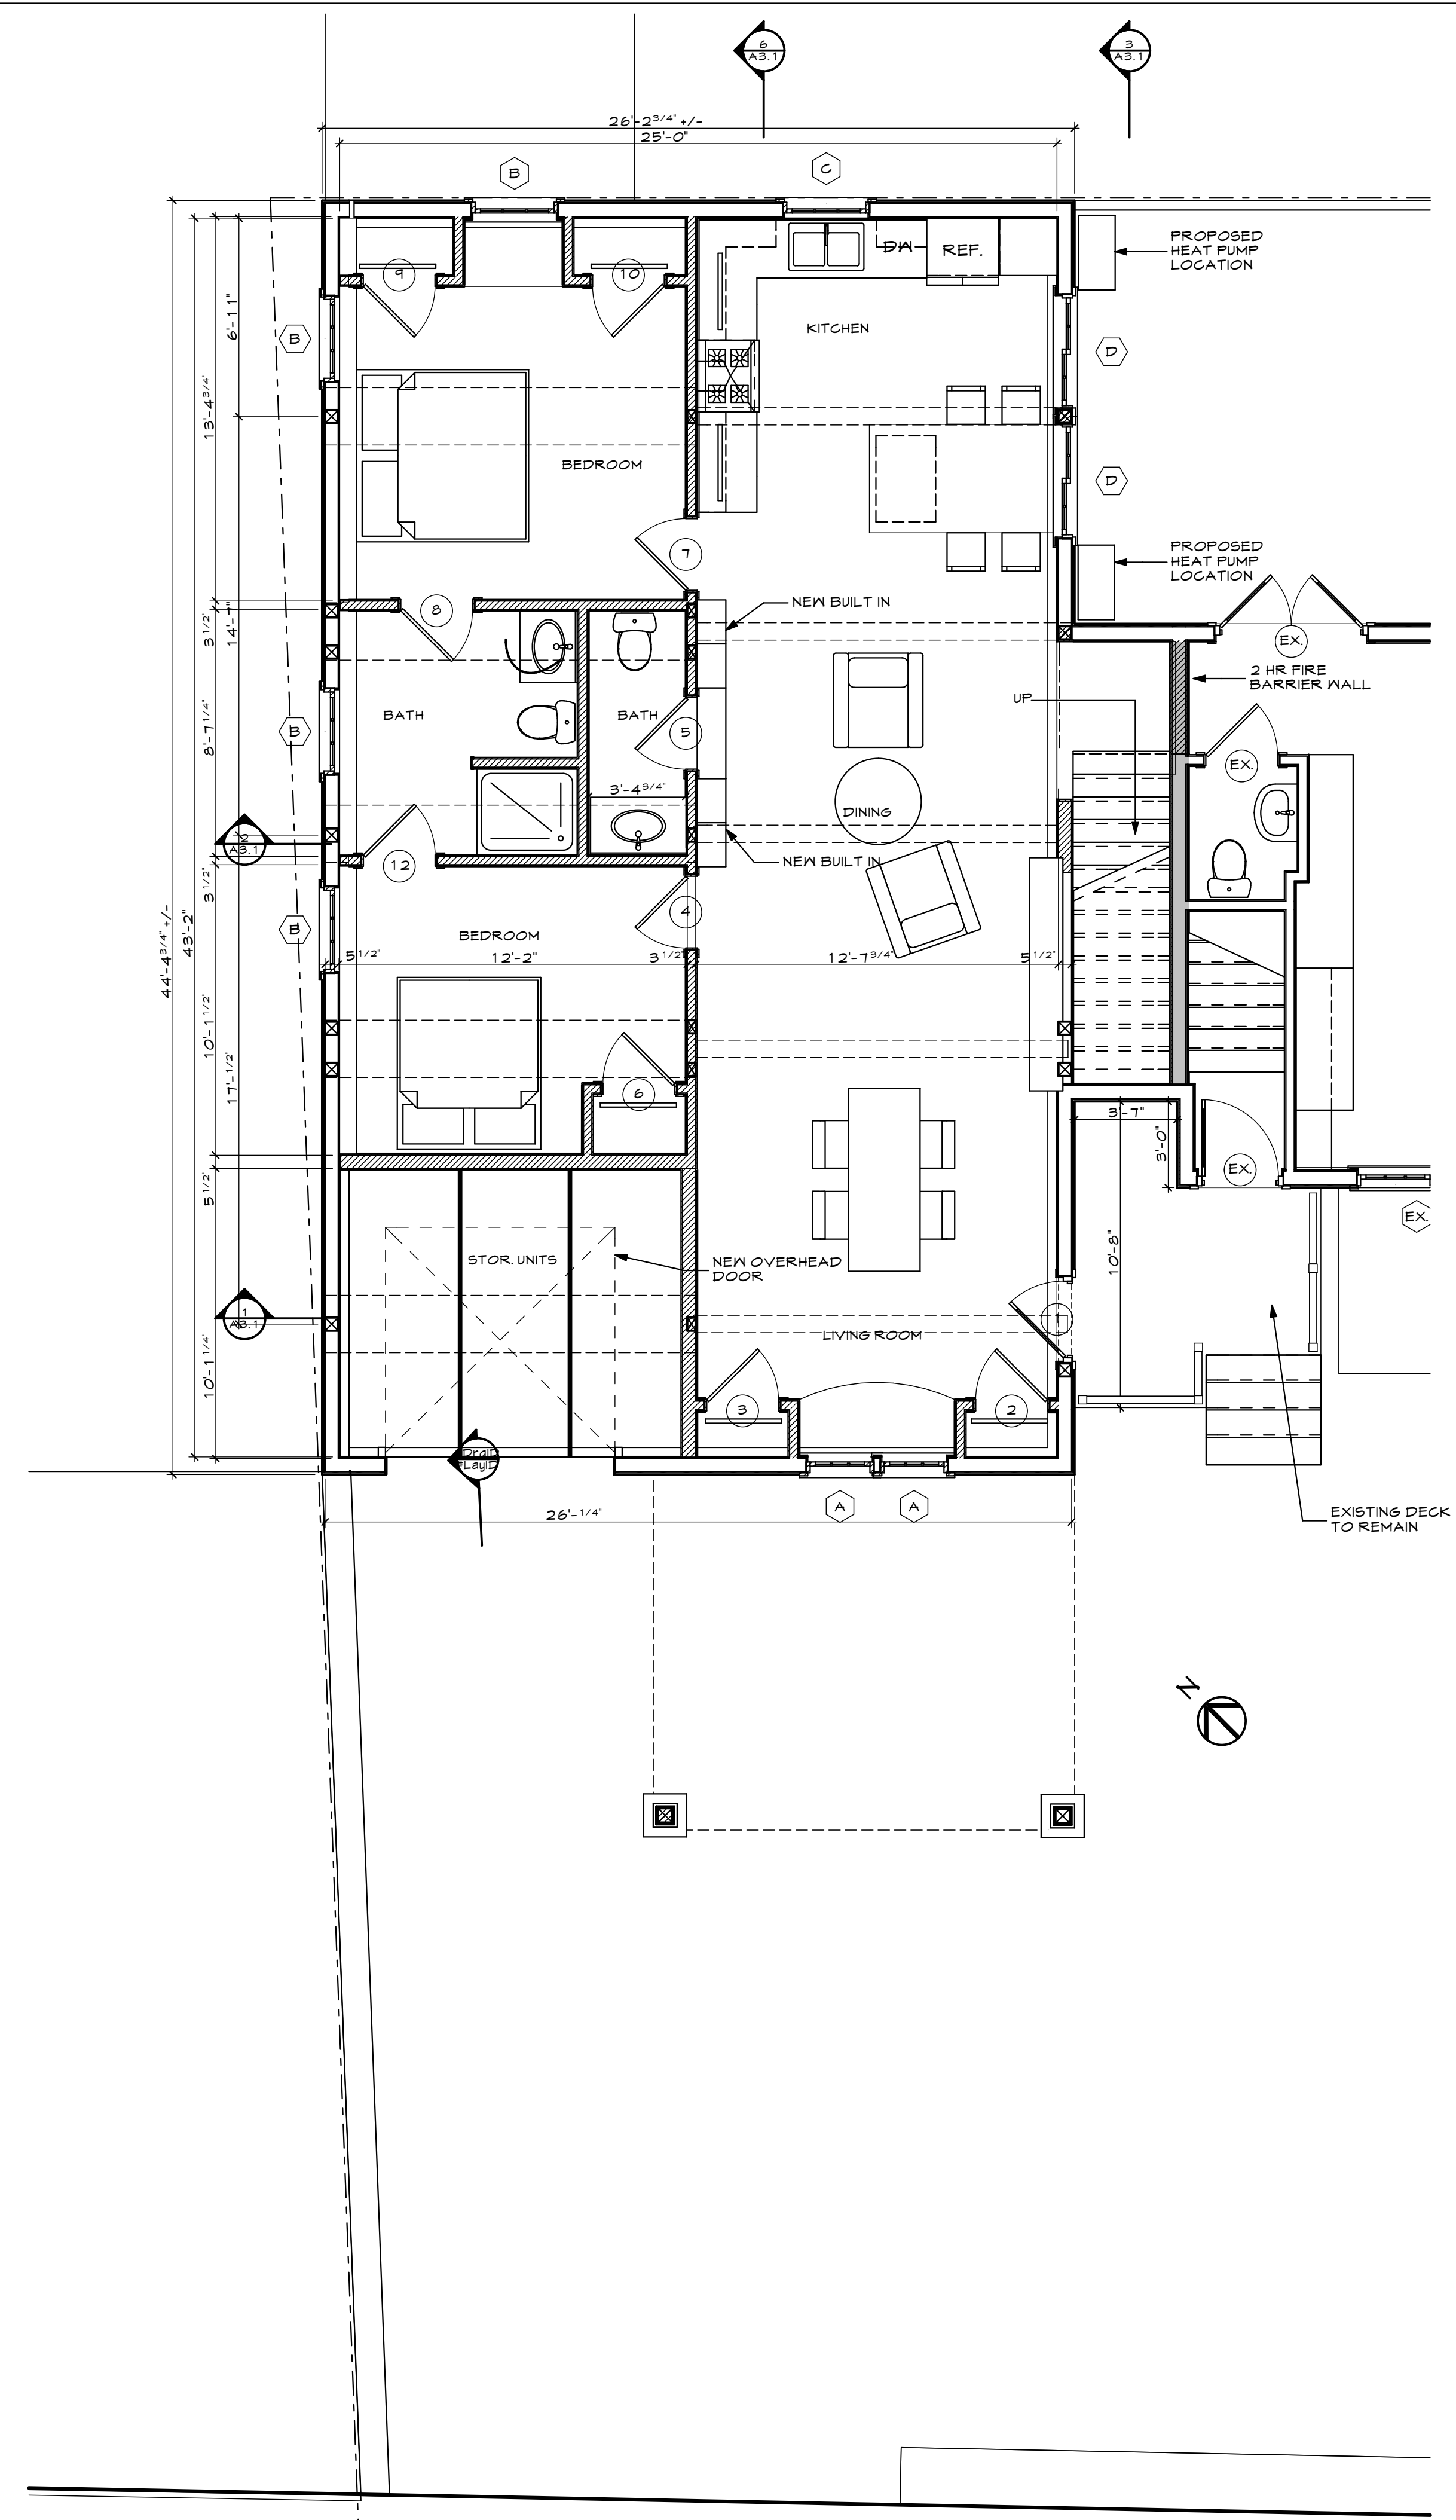 6
A3.1
3
A3.1
26'-2 3/4" +/-
25'-0"
B
C
PROPOSED
HEAT PUMP
LOCATION
DW
REF.
9
10
6'-11"
B
KITCHEN
D
13'-4 3/4"
BEDROOM
D
7
PROPOSED
HEAT PUMP
LOCATION
NEW BUILT IN
8
3 1/2"
14'-7"
EX.
2 HR FIRE
BARRIER WALL
UP
BATH
BATH
5
B
8'-7 1/4"
EX.
3'-4 3/4"
DINING
2
A3.1
12
NEW BUILT IN
3 1/2"
4
B
BEDROOM
44'-4 3/4" +/-
43'-2"
5 1/2"
12'-2"
3 1/2"
12'-7 3/4"
5 1/2"
10'-1 1/2"
17'-1/2"
6
3'-7"
3'-0"
EX.
5 1/2"
EX.
10'-8"
STOR. UNITS
NEW OVERHEAD
DOOR
1
A3.1
1
LIVING ROOM
10'-1 1/4"
3
2
DrgID
#LayID
A
A
26'-1/4"
EXISTING DECK
TO REMAIN
N